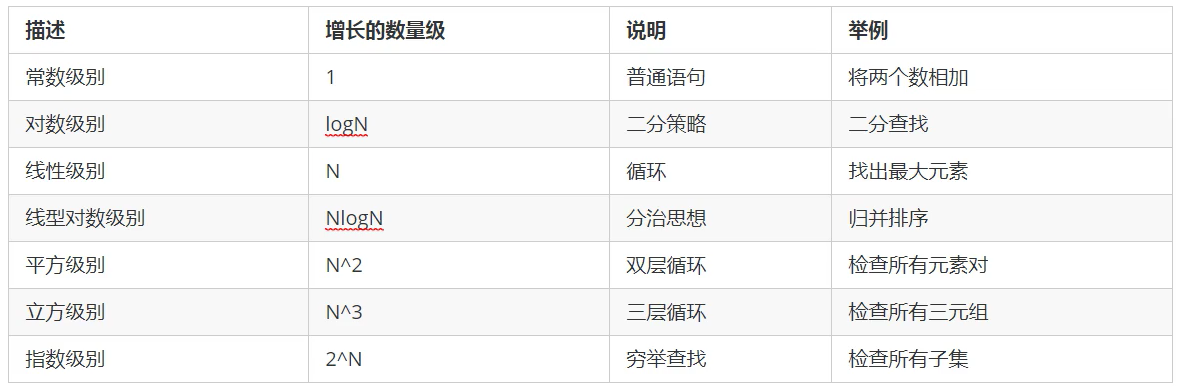 描述 增长的数量级 说明 举例
常数级别 1 普通语句 将两个数相加
对数级别 logN 二分策略 二分查找
线性级别 N 循环 找出最大元素
线型对数级别 NlogN 分治思想 归并排序
平方级别 N^2 双层循环 检查所有元素对
立方级别 N^3 三层循环 检查所有三元组
指数级别 2^N 穷举查找 检查所有子集